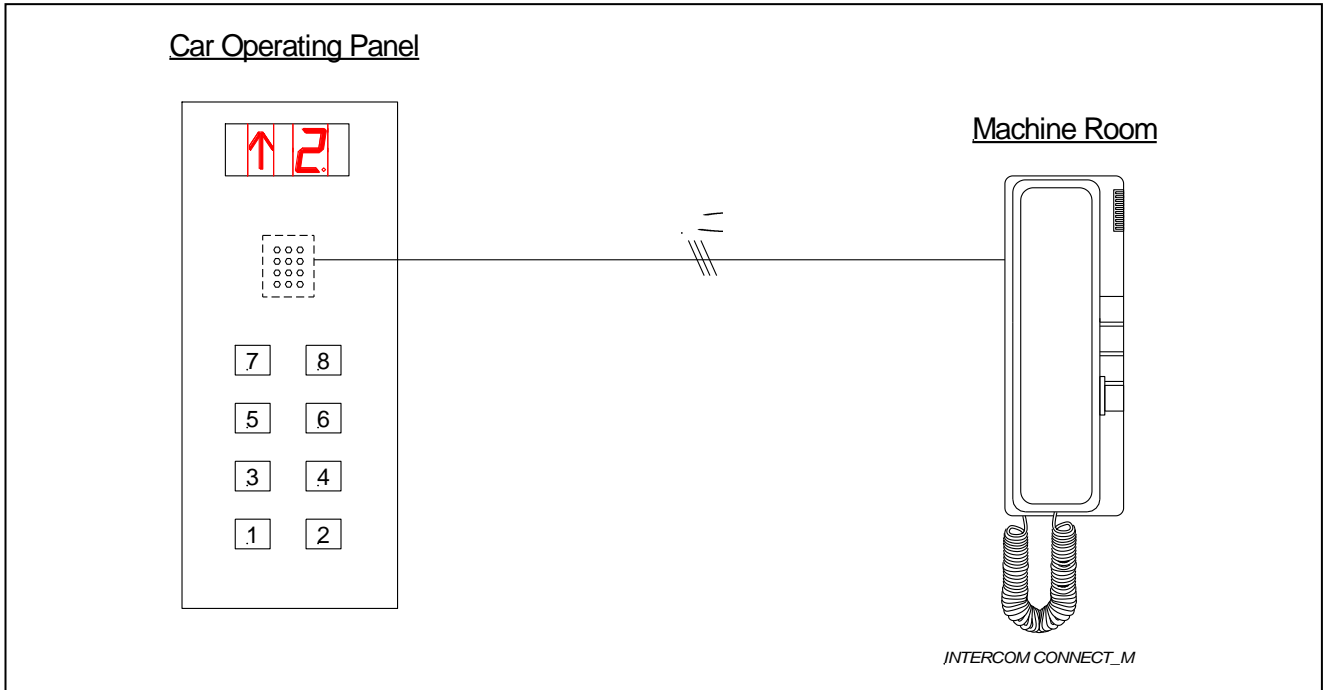 Car Operating Panel
↑ 2.
Machine Room
7 8
5 6
3 4
1 2
INTERCOM CONNECT_M